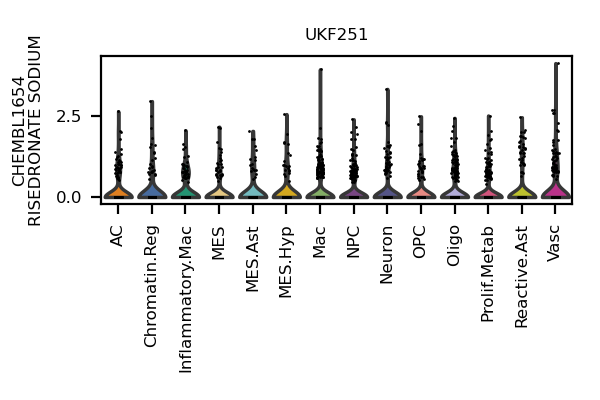 UKF251
CHEMBL1654
RISEDRONATE SODIUM
2.5
0.0
AC
Chromatin.Reg
Inflammatory.Mac
MES
MES.Ast
MES.Hyp
Mac
NPC
Neuron
OPC
Oligo
Prolif.Metab
Reactive.Ast
Vasc